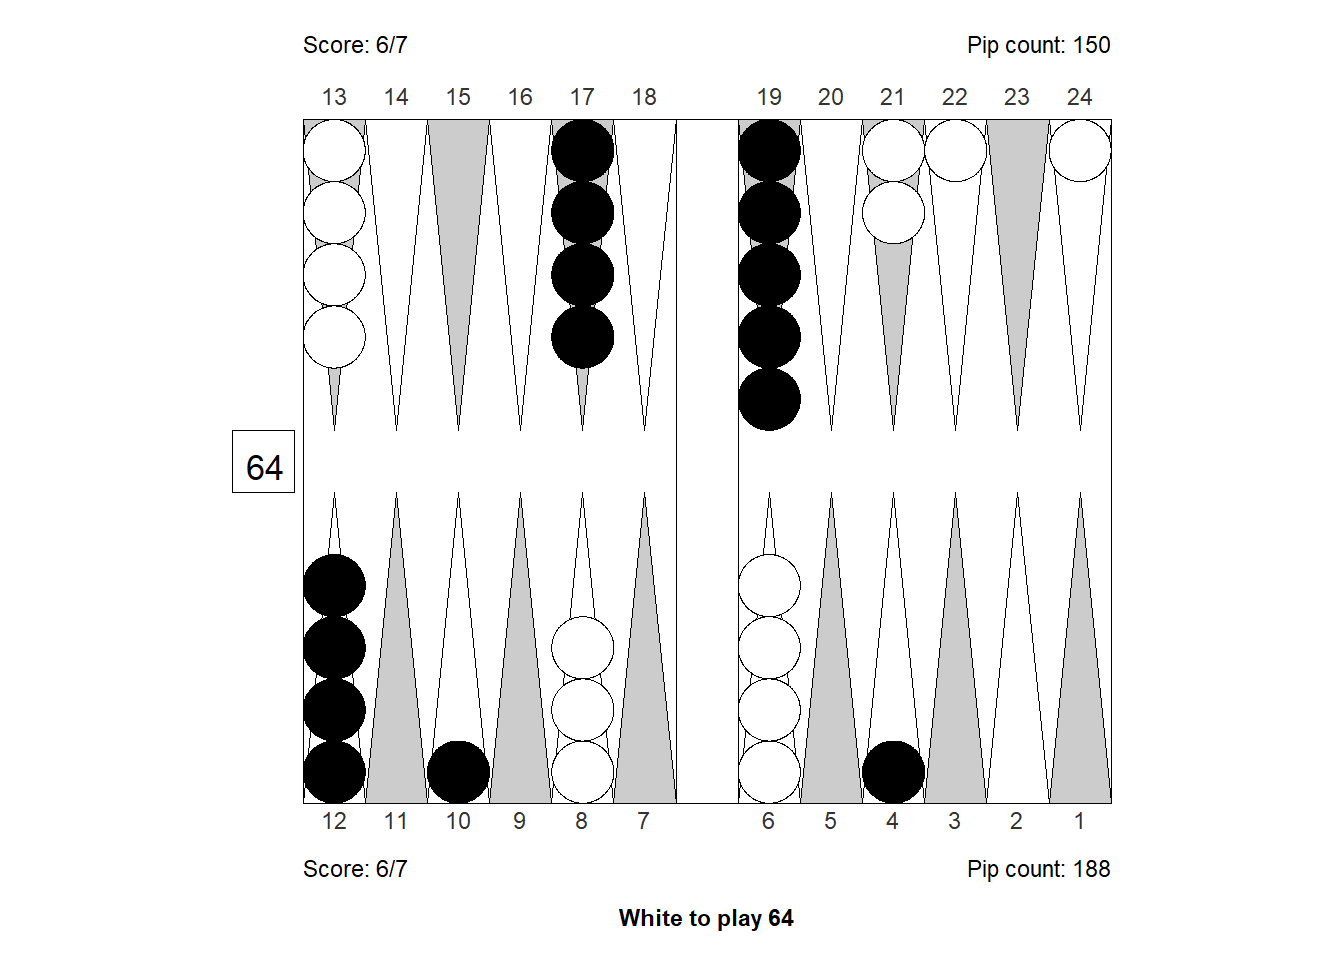 Score: 6/7 Pip count: 150
13 14 15 16 17 18 19 20 21 22 23 24
64
12 11 10 9 8 7 6 5 4 3 2 1
Score: 6/7 Pip count: 188
White to play 64